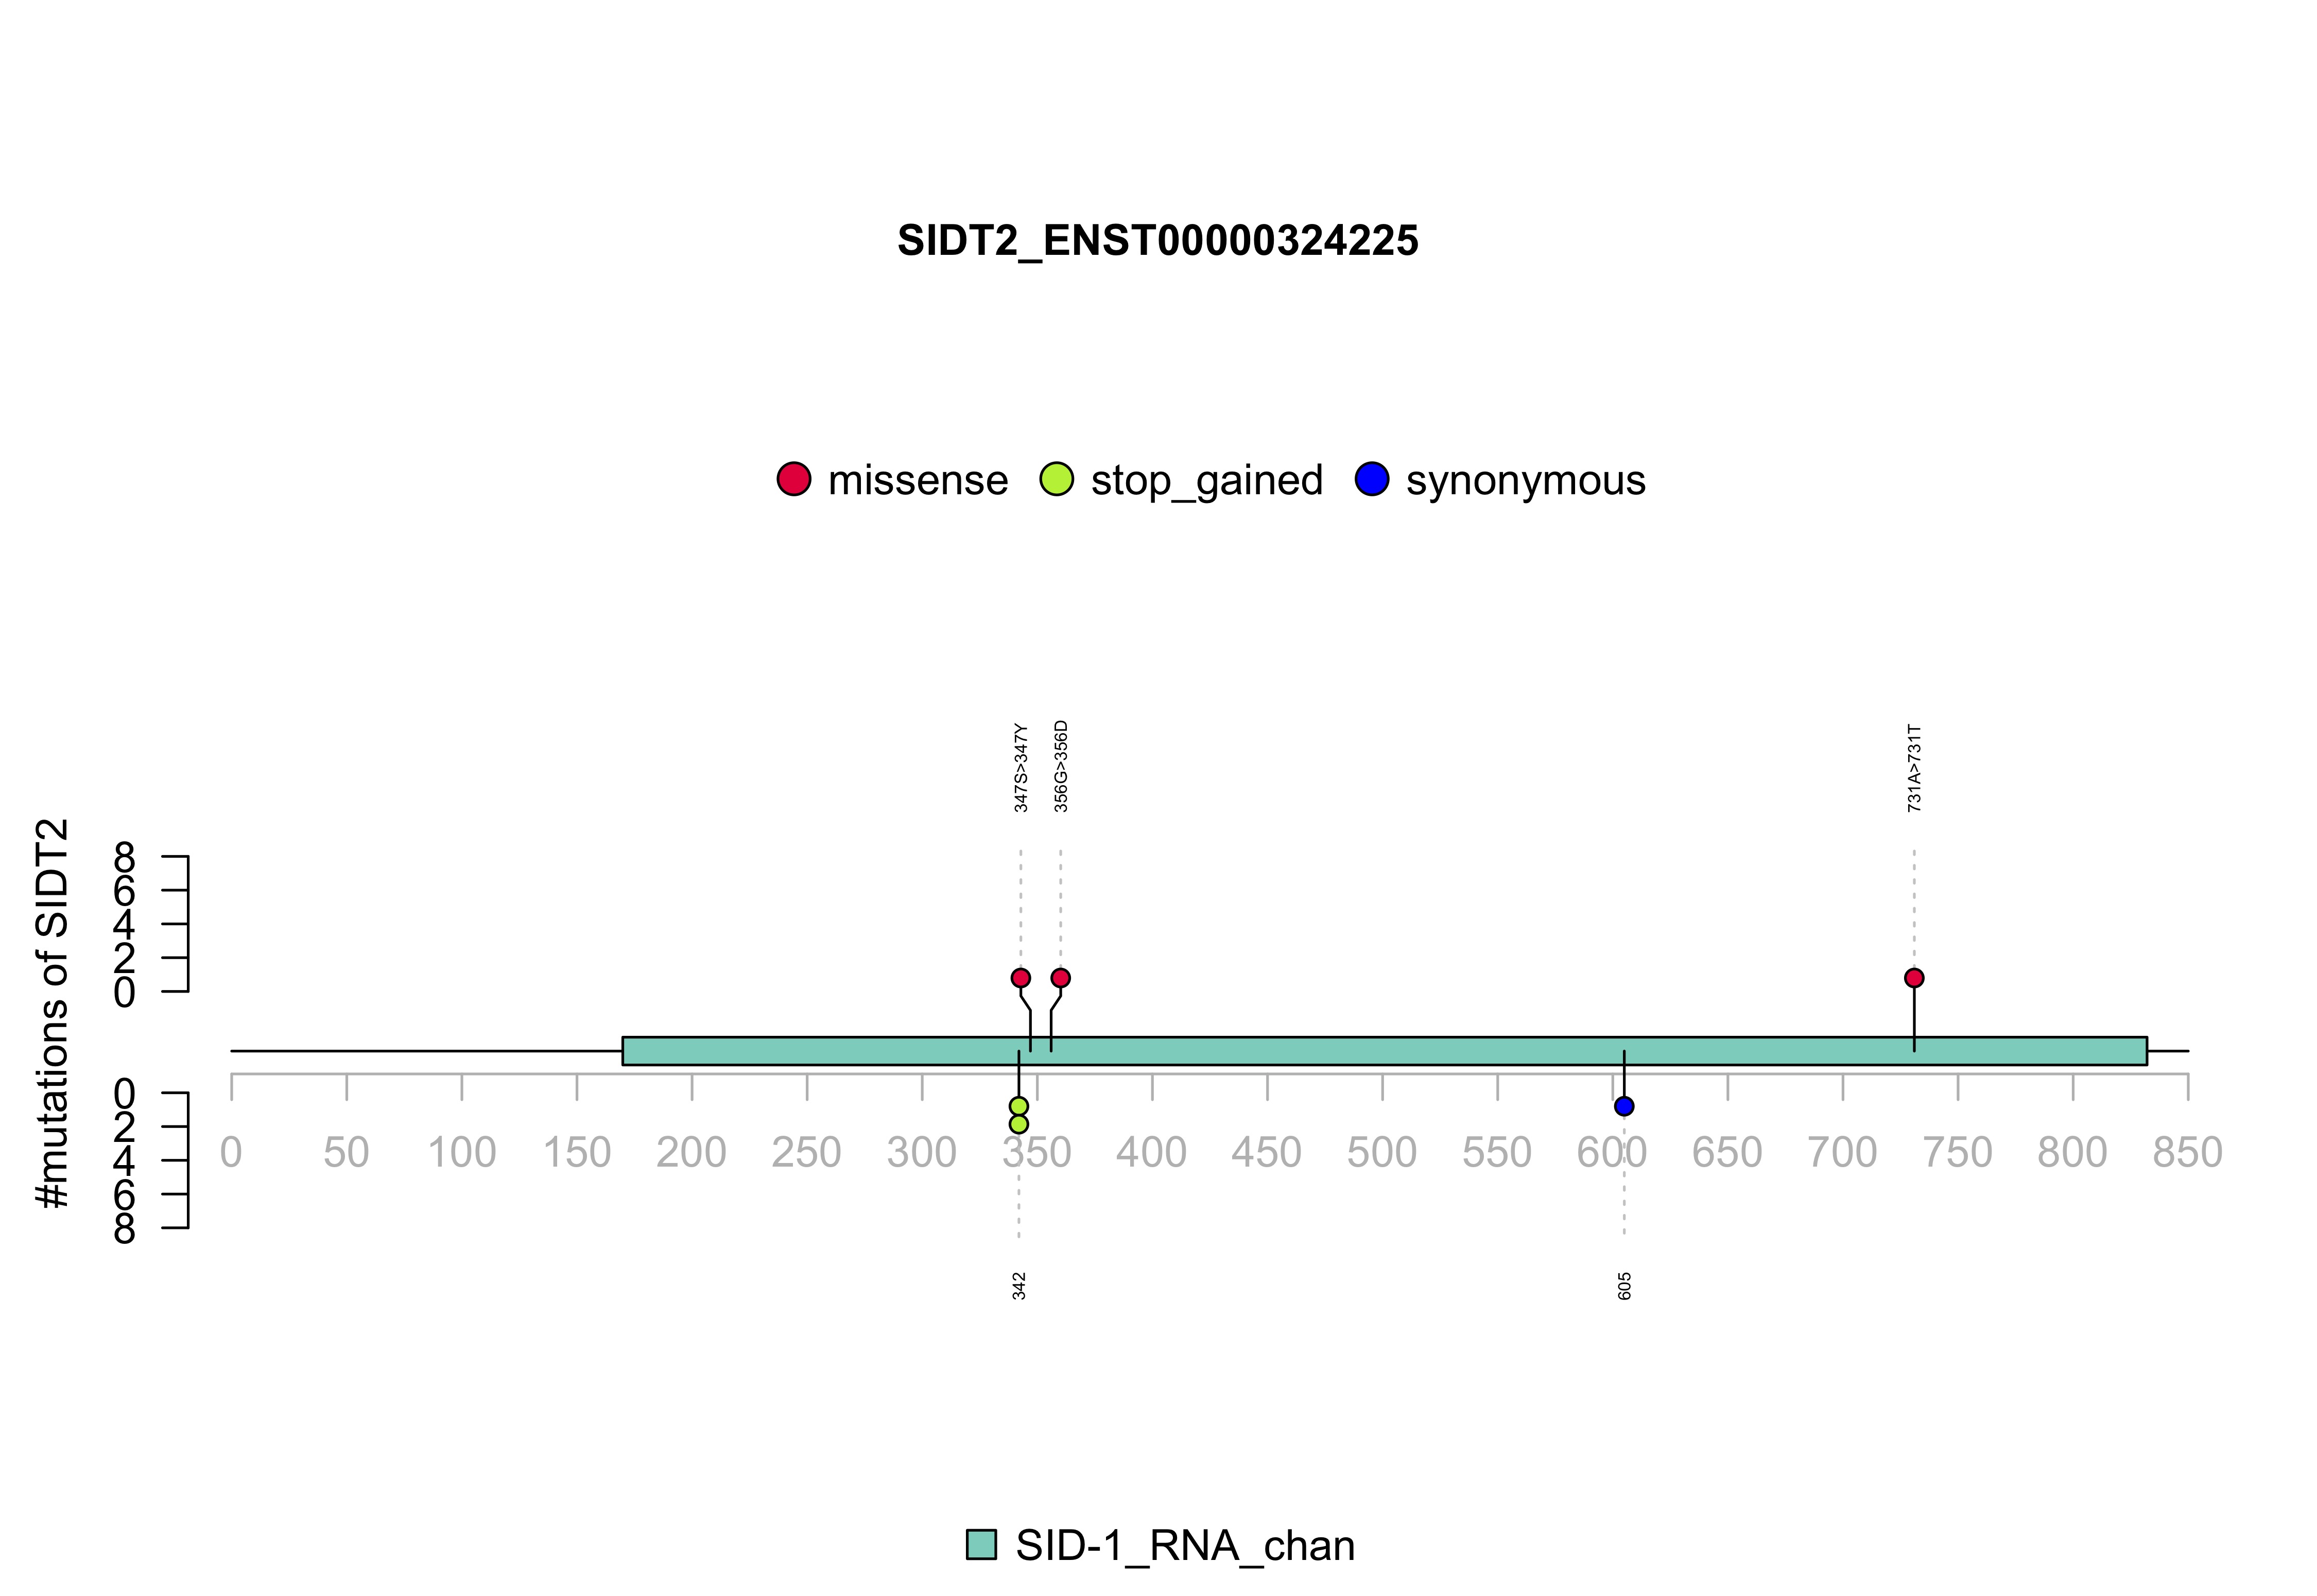 SIDT2_ENST00000324225
missense stop_gained synonymous
347S>347Y
356G>356D
731A>731T
#mutations of SIDT2
8
6
4
2
0
0
2
4
6
8
0 50 100 150 200 250 300 350 400 450 500 550 600 650 700 750 800 850
342
605
SID-1_RNA_chan